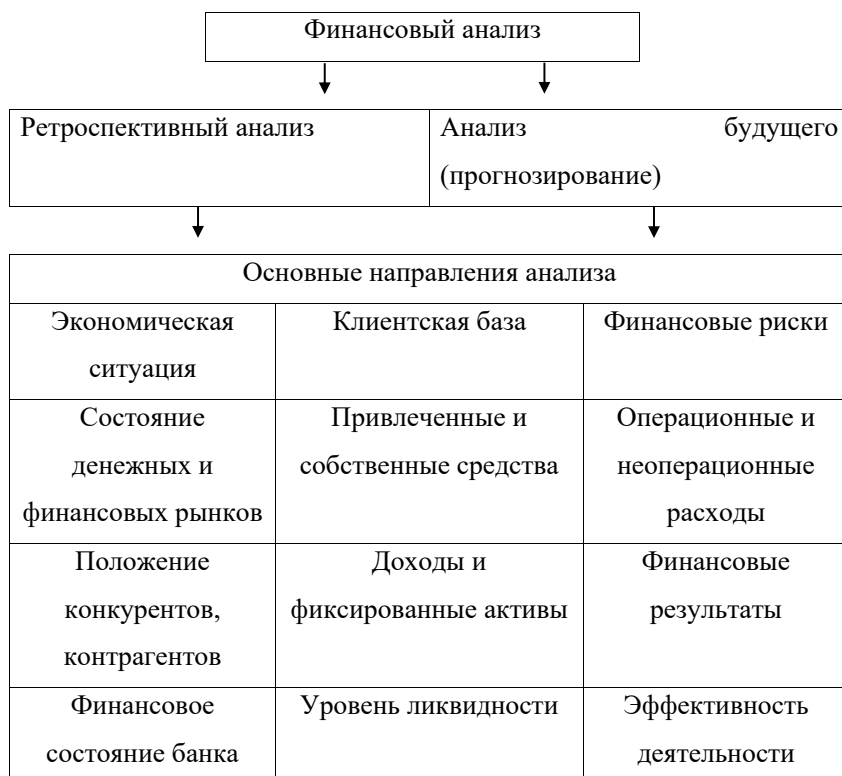 Финансовый анализ
Ретроспективный анализ
Анализ будущего
(прогнозирование)
Основные направления анализа
Экономическая
ситуация
Клиентская база
Финансовые риски
Состояние
денежных и
финансовых рынков
Привлеченные и
собственные средства
Операционные и
неоперационные
расходы
Положение
конкурентов,
контрагентов
Доходы и
фиксированные активы
Финансовые
результаты
Финансовое
состояние банка
Уровень ликвидности
Эффективность
деятельности